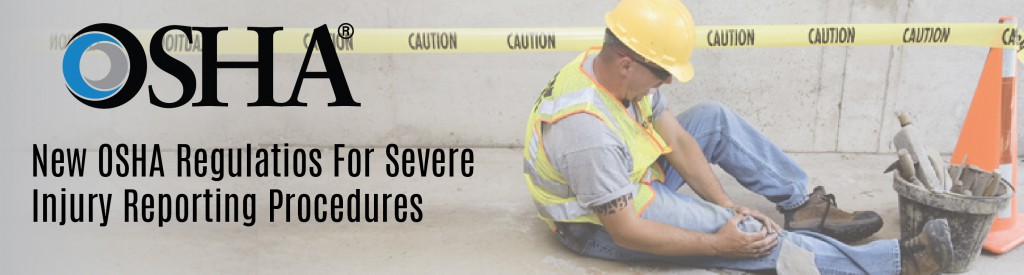 OSHA®
CAUTION CAUTION CAUTION CAUTION CAUTION
New OSHA Regulatios For Severe
Injury Reporting Procedures